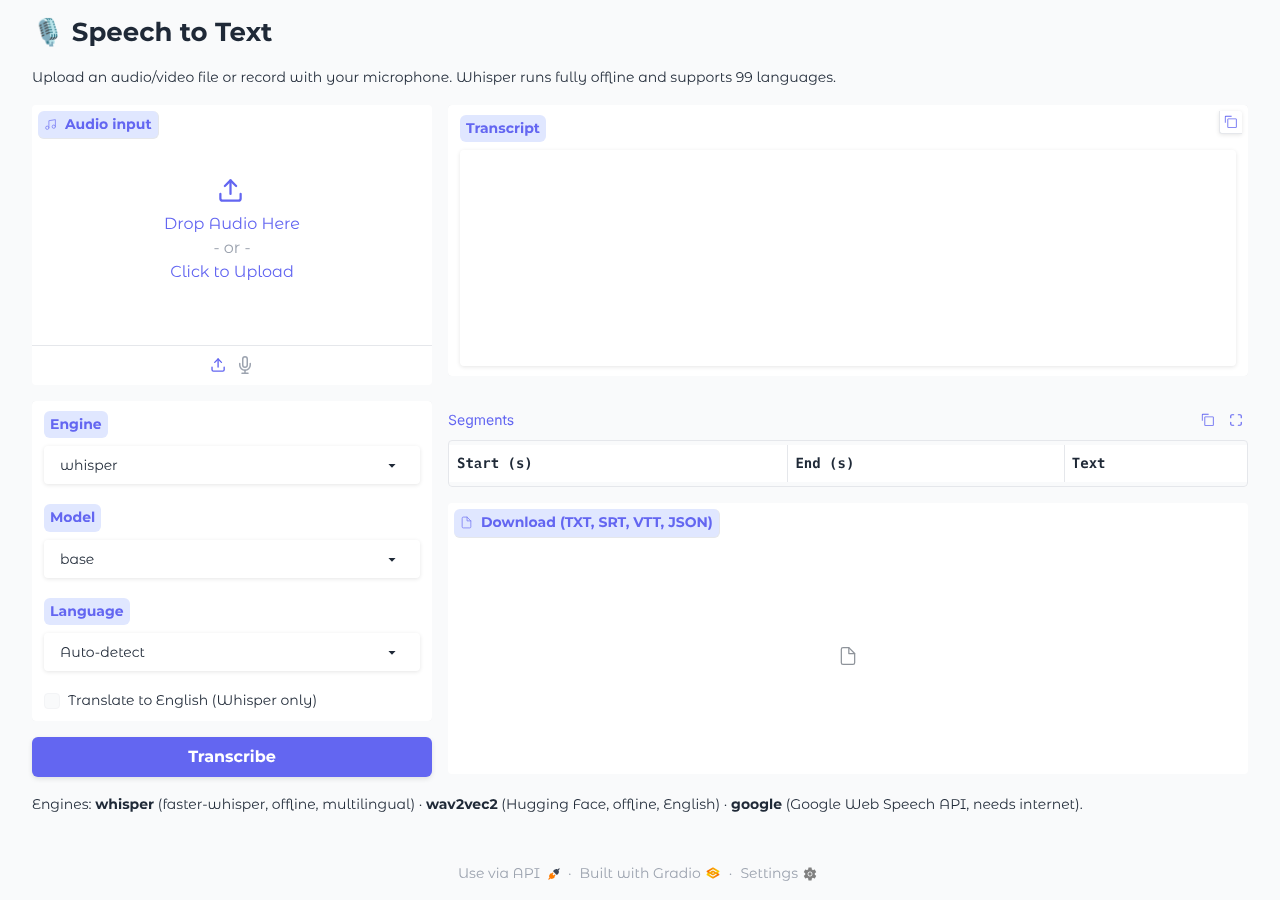 Speech to Text
Upload an audio/video file or record with your microphone. Whisper runs fully offline and supports 99 languages.
Audio input
Drop Audio Here
- or -
Click to Upload
Transcript
Engine
whisper
Model
base
Language
Auto-detect
Translate to English (Whisper only)
Transcribe
Segments
Start (s) End (s) Text
Download (TXT, SRT, VTT, JSON)
Engines: whisper (faster-whisper, offline, multilingual) · wav2vec2 (Hugging Face, offline, English) · google (Google Web Speech API, needs internet).
Use via API · Built with Gradio · Settings